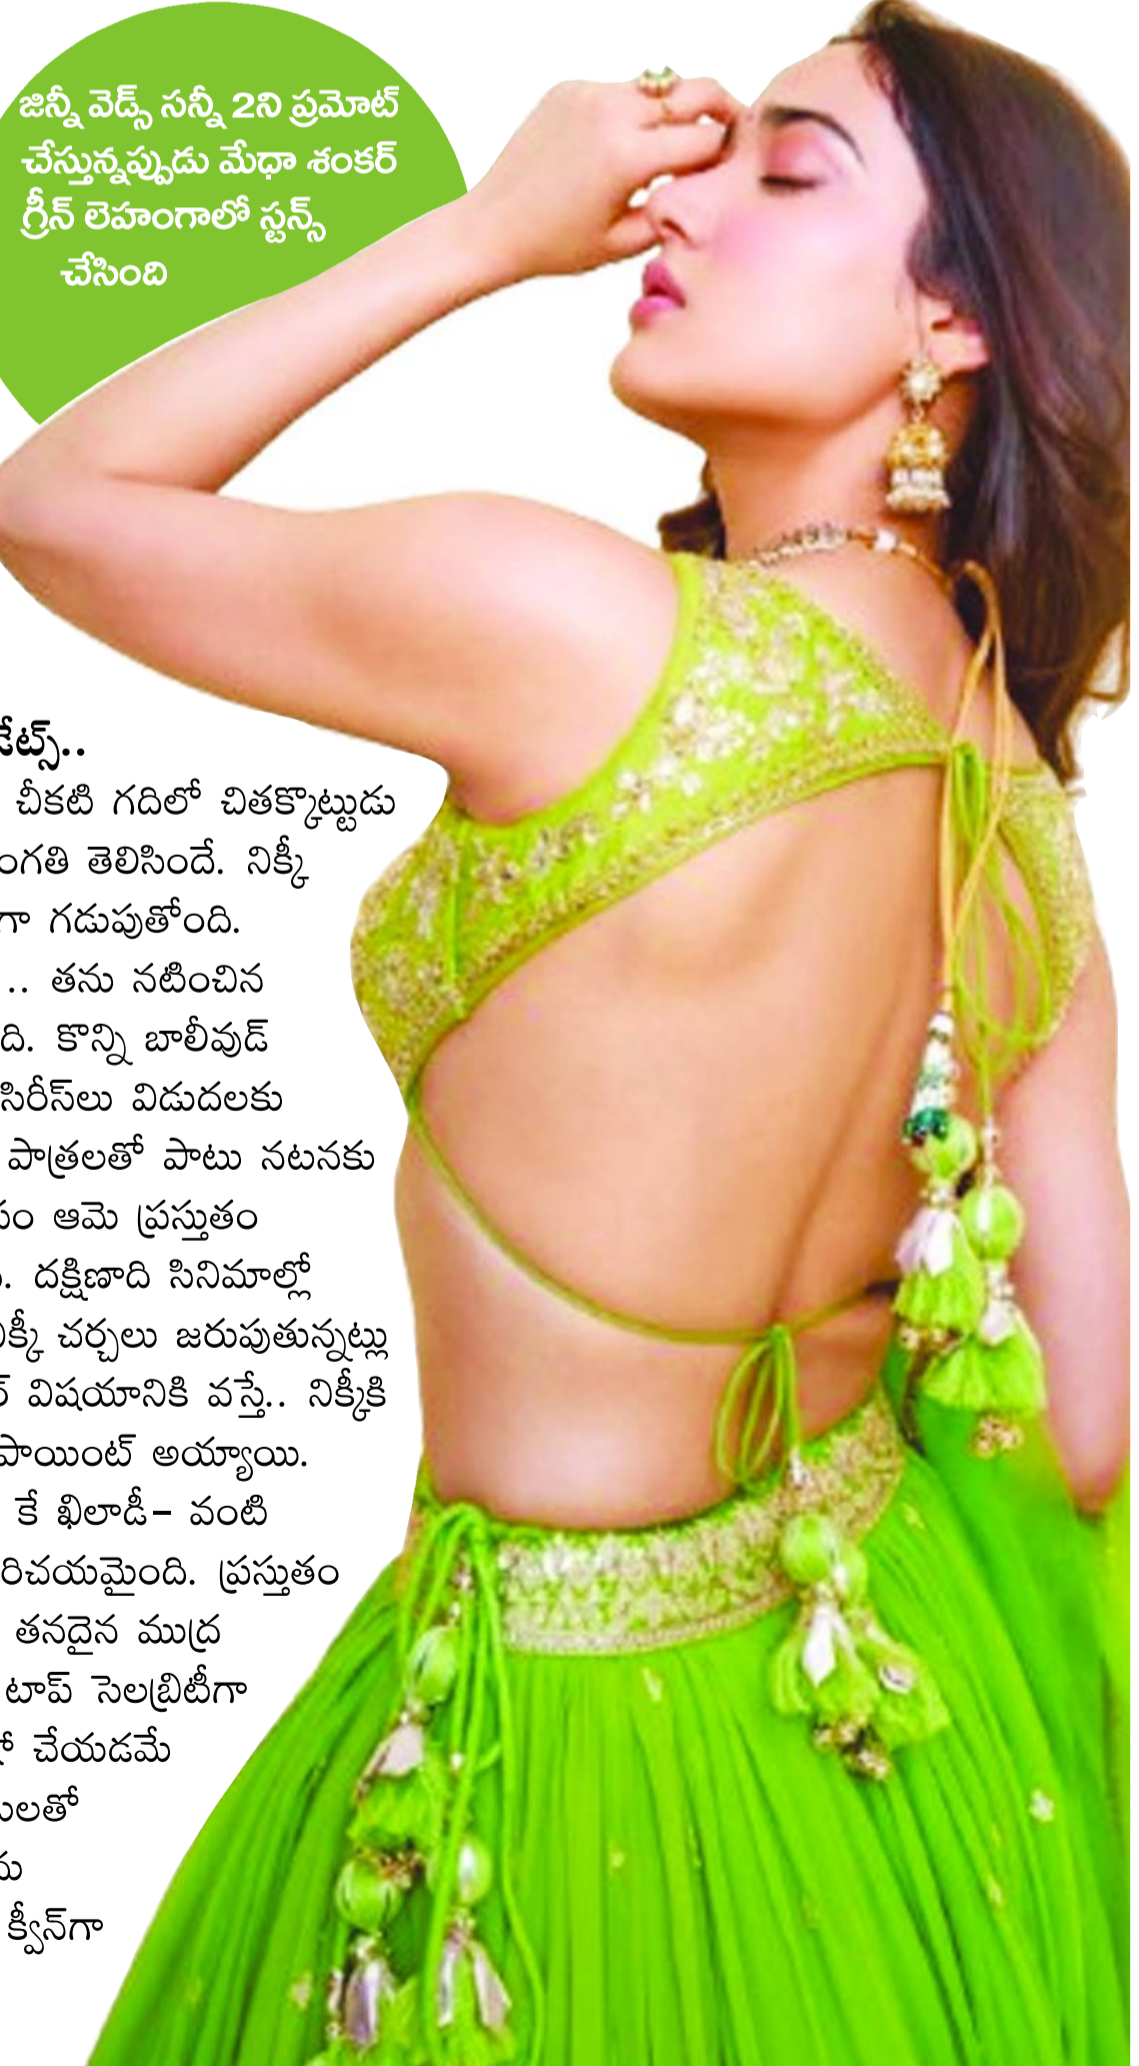 జిన్నీ వెడ్స్ సన్నీ 2ని ప్రమోట్
చేస్తున్నప్పుడు మేధా శంకర్
గ్రీన్ లెహంగాలో స్టన్స్
చేసింది
డేట్స్..
చీకటి గదిలో చితక్కొట్టుడు
ంగతి తెలిసిందే. నిక్కీ
గా గడుపుతోంది.
.. తను నటించిన
ది. కొన్ని బాలీవుడ్
సిరీస్‌లు విడుదలకు
పాత్రలతో పాటు నటనకు
ఆమె ప్రస్తుతం
దక్షిణాది సినిమాల్లో
నిక్కీ చర్చలు జరుపుతున్నట్లు
విషయానికి వస్తే.. నిక్కీకి
పాయింట్ అయ్యాయి.
కే ఖిలాడీ- వంటి
రిచయమైంది. ప్రస్తుతం
తనదైన ముద్ర
టాప్ సెలబ్రిటీగా
చేయడమే
లతో
క్వీన్‌గా